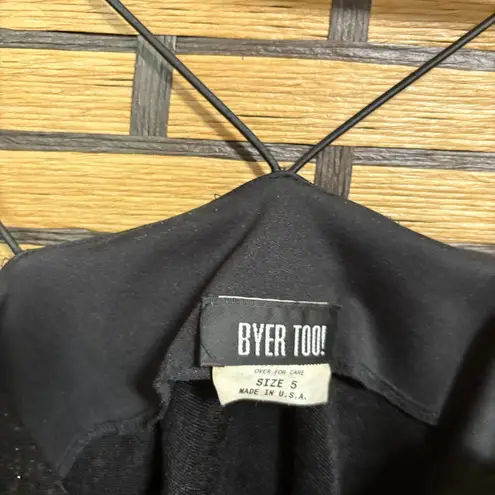 BYER TOO!
OVER FOR CARE
SIZE 5
MADE IN U.S.A.